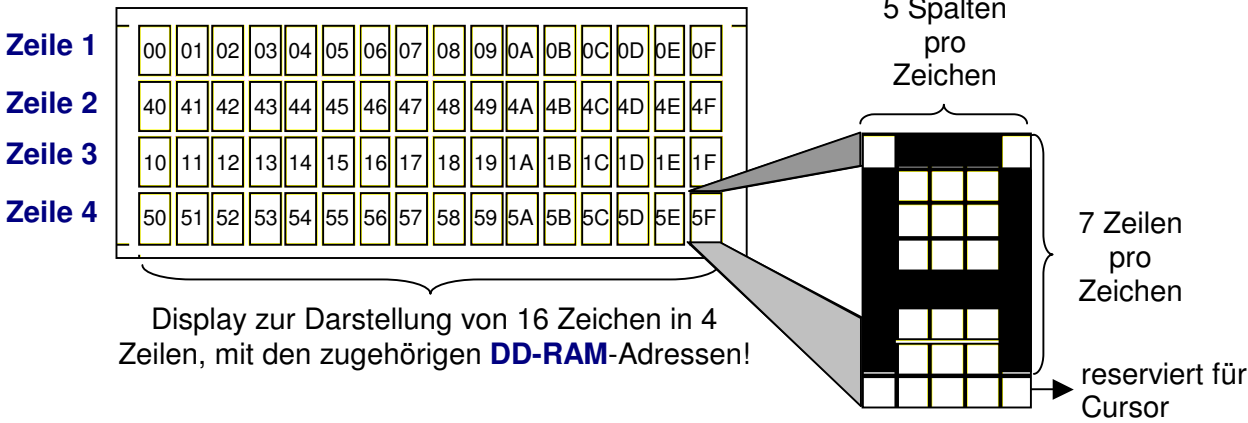 5 Spalten
pro
Zeichen
Zeile 1 00 01 02 03 04 05 06 07 08 09 0A 0B 0C 0D 0E 0F
Zeile 2 40 41 42 43 44 45 46 47 48 49 4A 4B 4C 4D 4E 4F
Zeile 3 10 11 12 13 14 15 16 17 18 19 1A 1B 1C 1D 1E 1F
Zeile 4 50 51 52 53 54 55 56 57 58 59 5A 5B 5C 5D 5E 5F
7 Zeilen
pro
Zeichen
Display zur Darstellung von 16 Zeichen in 4
Zeilen, mit den zugehörigen DD-RAM-Adressen!
reserviert für
Cursor